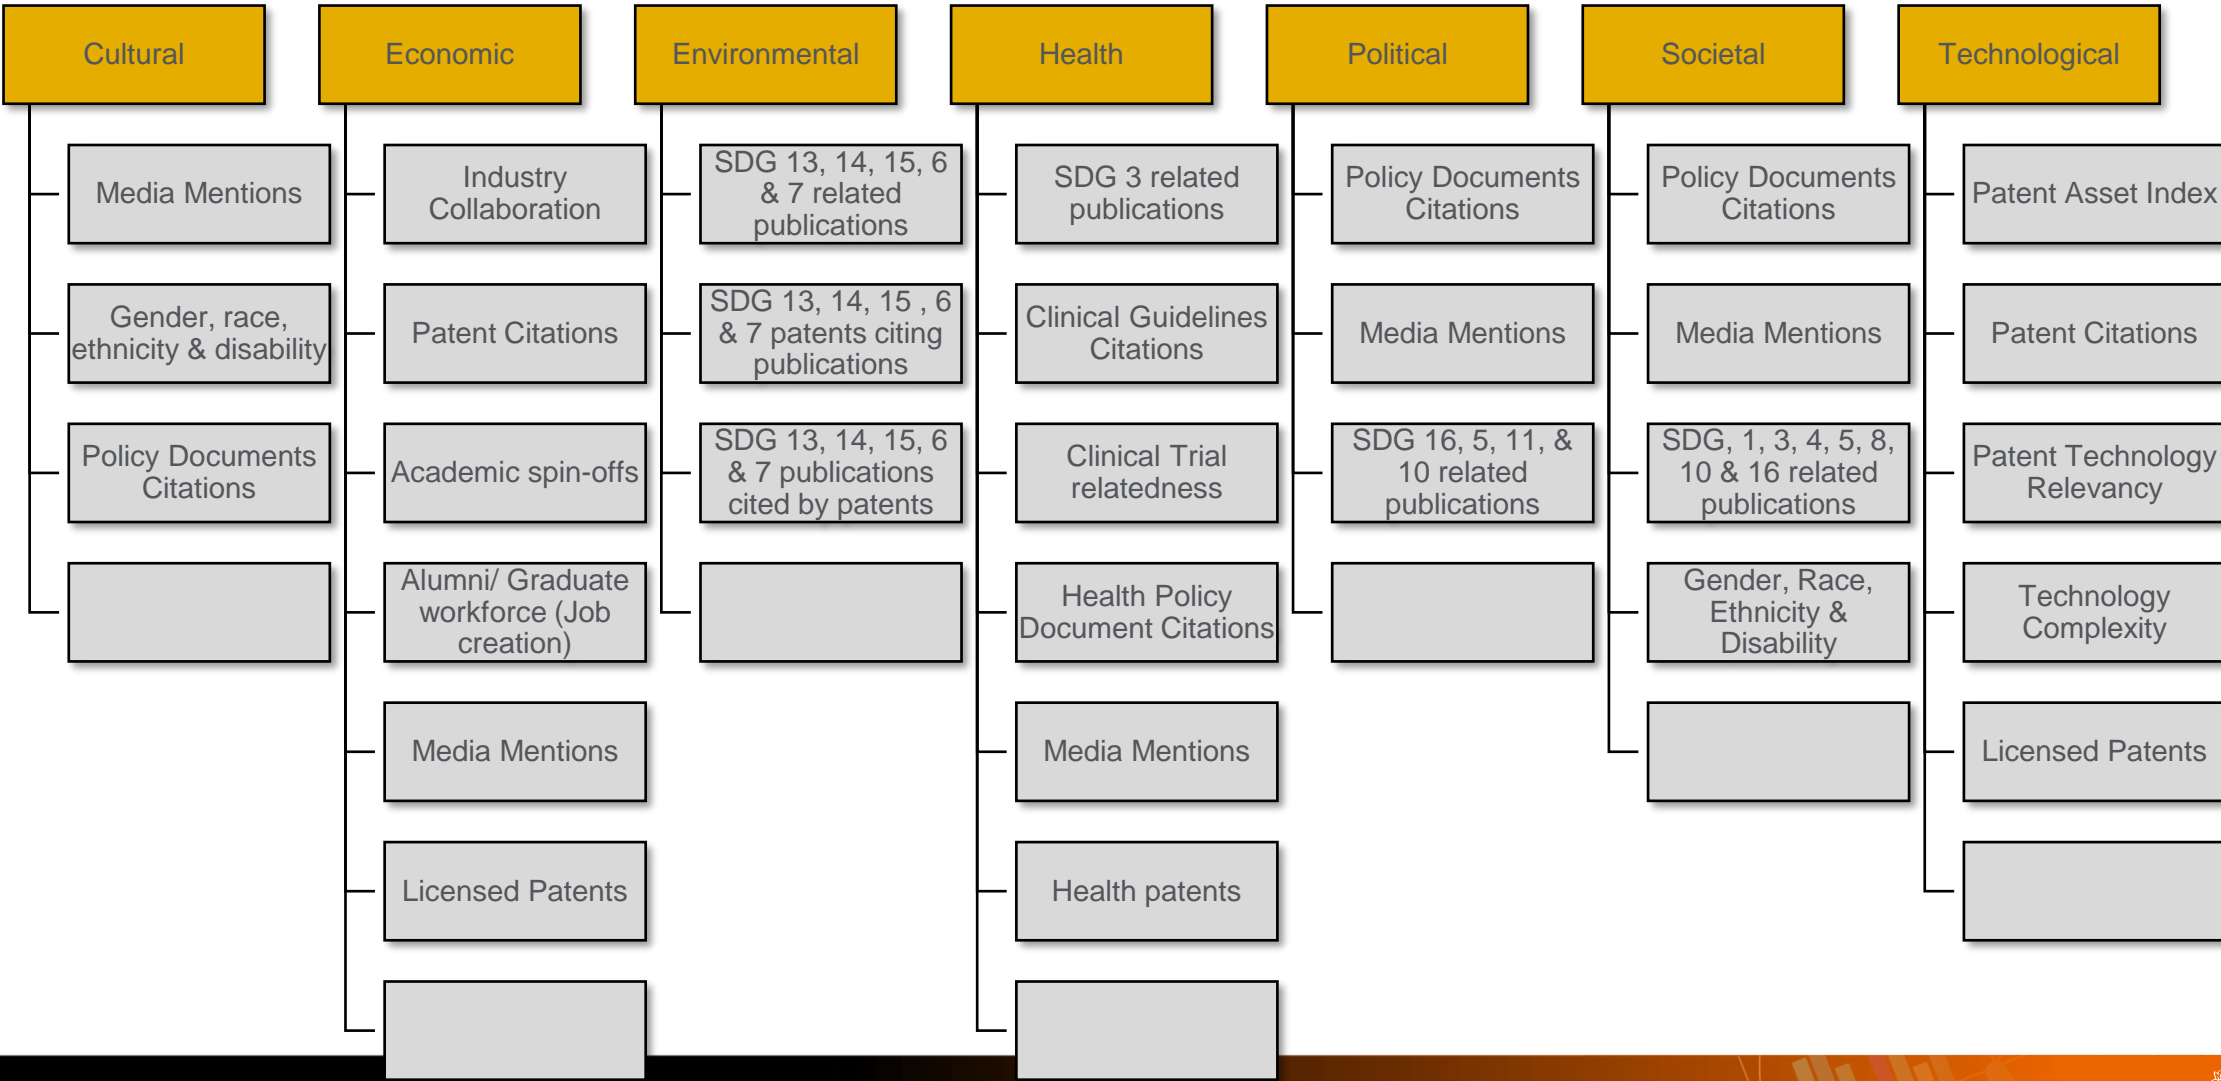 Cultural
Media Mentions
Gender, race,
ethnicity & disability
Policy Documents
Citations
Economic
Industry
Collaboration
Patent Citations
Academic spin-offs
Alumni/ Graduate
workforce (Job
creation)
Media Mentions
Licensed Patents
Environmental
SDG 13, 14, 15, 6
& 7 related
publications
SDG 13, 14, 15 , 6
& 7 patents citing
publications
SDG 13, 14, 15, 6
& 7 publications
cited by patents
Health
SDG 3 related
publications
Clinical Guidelines
Citations
Clinical Trial
relatedness
Health Policy
Document Citations
Media Mentions
Health patents
Political
Policy Documents
Citations
Media Mentions
SDG 16, 5, 11, &
10 related
publications
Societal
Policy Documents
Citations
Media Mentions
SDG, 1, 3, 4, 5, 8,
10 & 16 related
publications
Gender, Race,
Ethnicity &
Disability
Technological
Patent Asset Index
Patent Citations
Patent Technology
Relevancy
Technology
Complexity
Licensed Patents